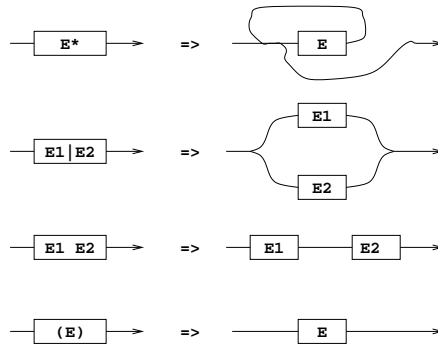 E* => E
E1
E1|E2 =>
E2
E1 E2 => E1 E2
(E) => E